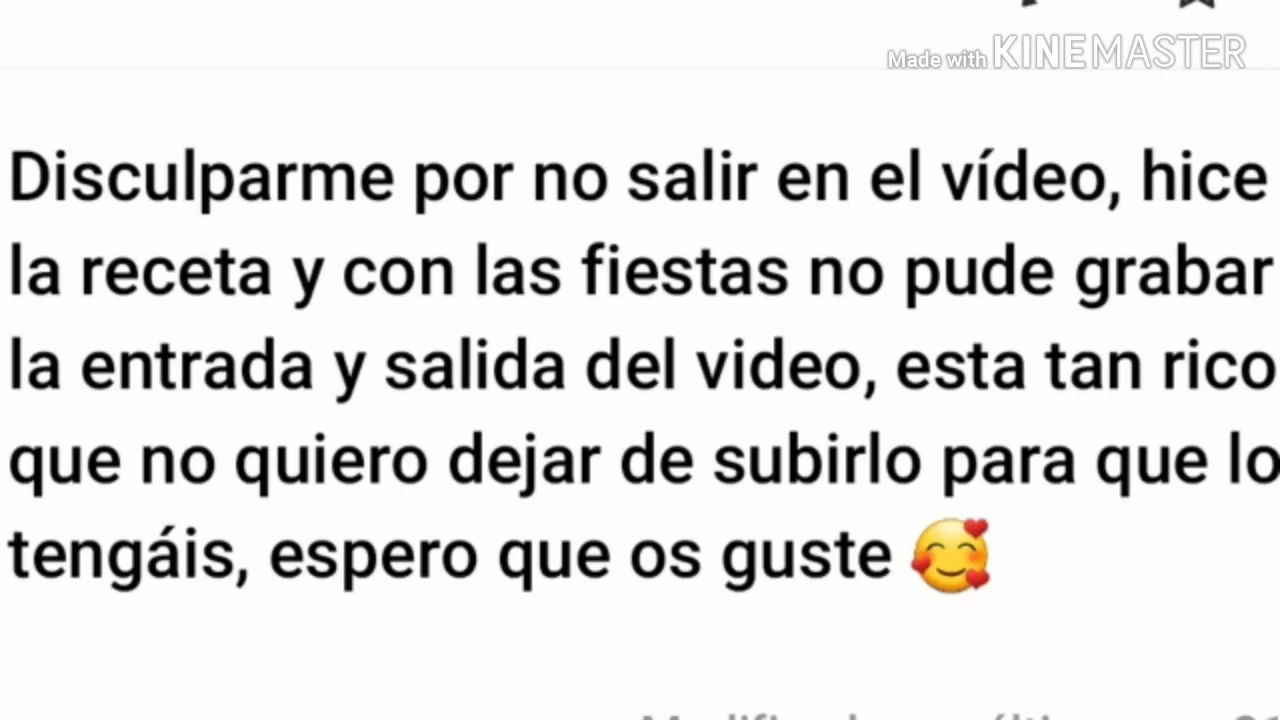 Made with KINEMASTER
Disculparme por no salir en el vídeo, hice
la receta y con las fiestas no pude grabar
la entrada y salida del video, esta tan rico
que no quiero dejar de subirlo para que lo
tengáis, espero que os guste 🥰